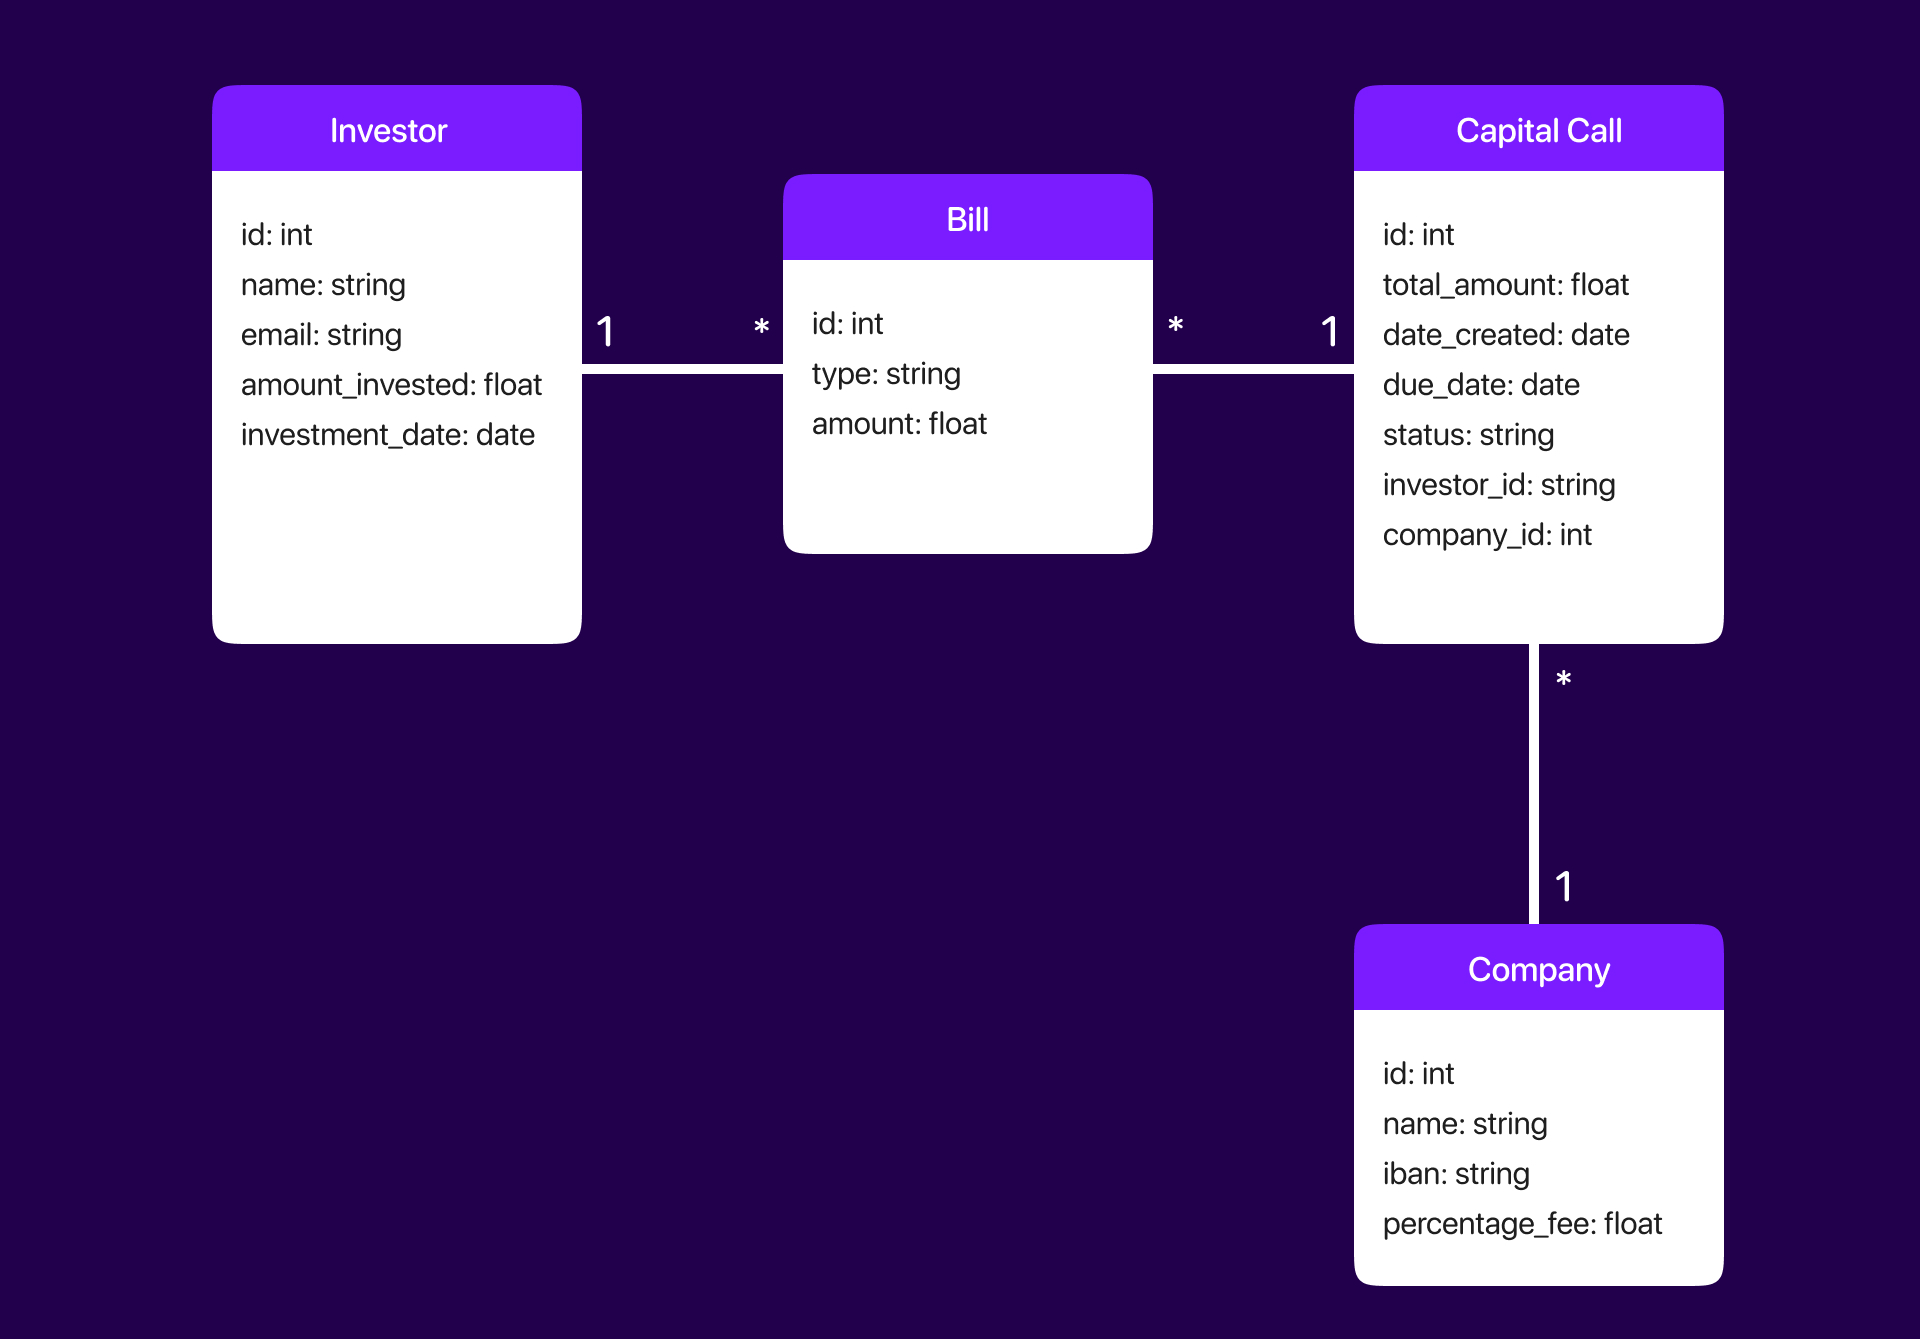 Investor
id: int
name: string
email: string
amount_invested: float
investment_date: date
1
*
Bill
id: int
type: string
amount: float
*
1
Capital Call
id: int
total_amount: float
date_created: date
due_date: date
status: string
investor_id: string
company_id: int
*
1
Company
id: int
name: string
iban: string
percentage_fee: float